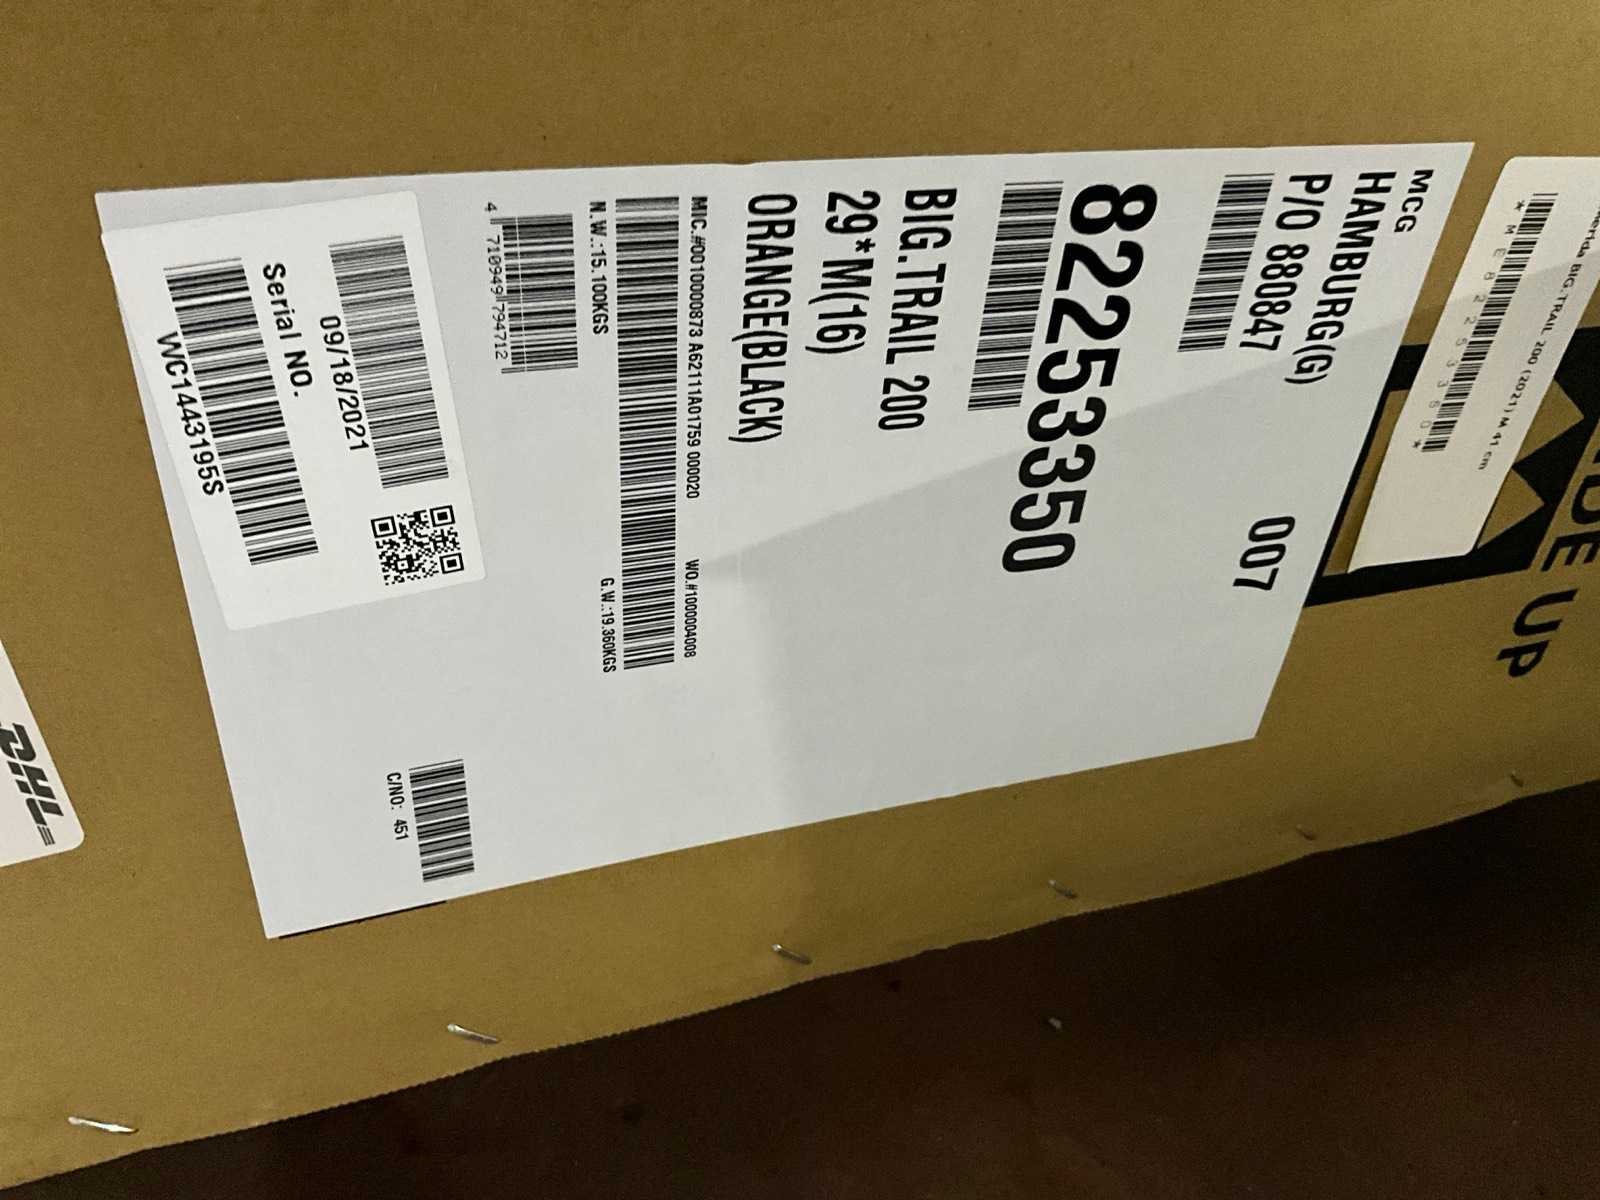 MCG
HAMBURG(G)
P/O 880847
007
82253350
BIG.TRAIL 200
29*M(16)
ORANGE(BLACK)
MIC.#0010000873 A62111A01759 000020
WO.#1000004008
N.W.:15.100KGS
G.W.:19.360KGS
4 710949 794712
C/NO: 451
09/18/2021
Serial NO.
WC14431195S
BIG.TRAIL 200 (2021) M 41 cm
*ME82253350*
UP
DHL